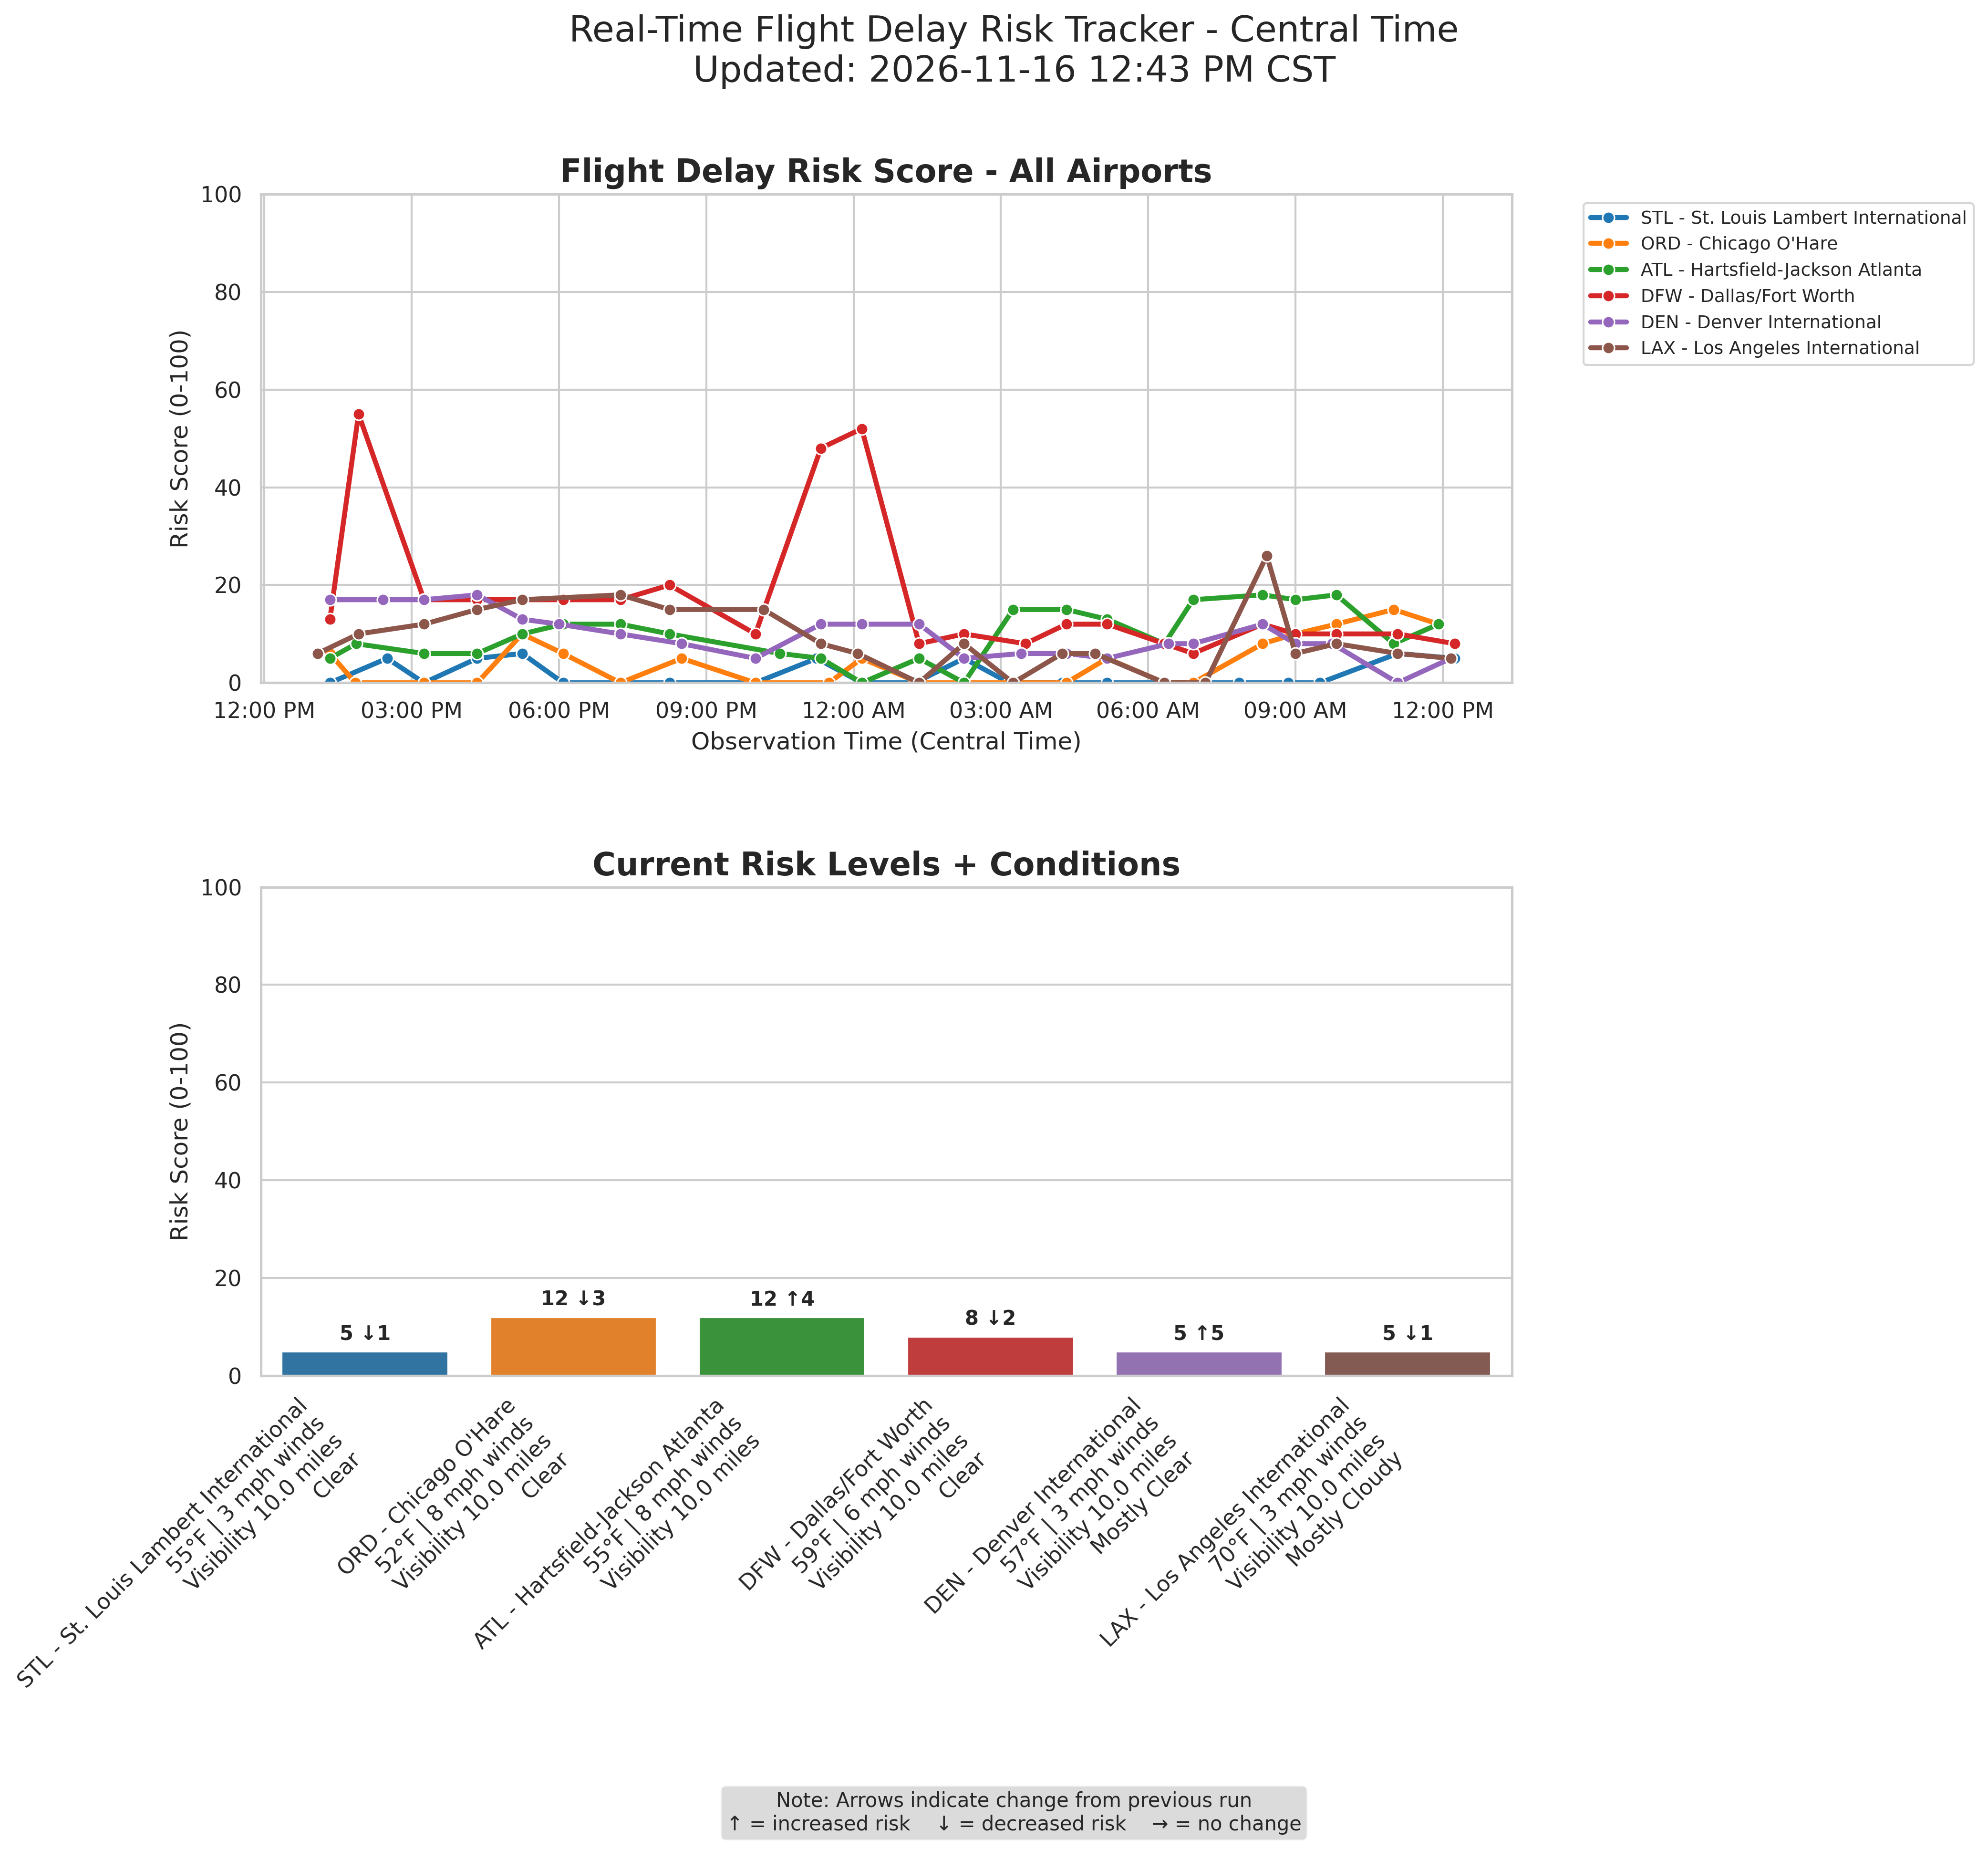 Real-Time Flight Delay Risk Tracker - Central Time
Updated: 2026-11-16 12:43 PM CST
Flight Delay Risk Score - All Airports
Risk Score (0-100)
100
80
60
40
20
0
12:00 PM
03:00 PM
06:00 PM
09:00 PM
12:00 AM
03:00 AM
06:00 AM
09:00 AM
12:00 PM
Observation Time (Central Time)
STL - St. Louis Lambert International
ORD - Chicago O'Hare
ATL - Hartsfield-Jackson Atlanta
DFW - Dallas/Fort Worth
DEN - Denver International
LAX - Los Angeles International
Current Risk Levels + Conditions
Risk Score (0-100)
100
80
60
40
20
0
5 ↓1
12 ↓3
12 ↑4
8 ↓2
5 ↑5
5 ↓1
STL - St. Louis Lambert International
55°F | 3 mph winds
Visibility 10.0 miles
Clear
ORD - Chicago O'Hare
52°F | 8 mph winds
Visibility 10.0 miles
Clear
ATL - Hartsfield-Jackson Atlanta
55°F | 8 mph winds
Visibility 10.0 miles
DFW - Dallas/Fort Worth
59°F | 6 mph winds
Visibility 10.0 miles
Clear
DEN - Denver International
57°F | 3 mph winds
Visibility 10.0 miles
Mostly Clear
LAX - Los Angeles International
70°F | 3 mph winds
Visibility 10.0 miles
Mostly Cloudy
Note: Arrows indicate change from previous run
↑ = increased risk ↓ = decreased risk → = no change